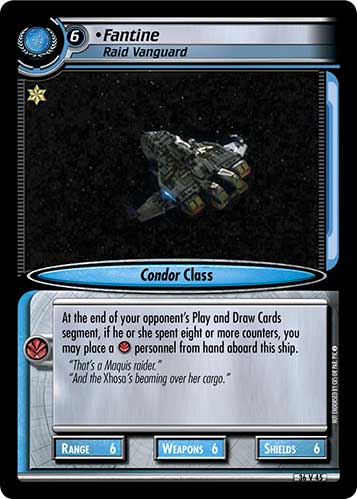 6
•Fantine
Raid Vanguard
Condor Class
At the end of your opponent's Play and Draw Cards
segment, if he or she spent eight or more counters, you
may place a personnel from hand aboard this ship.
"That's a Maquis raider."
"And the Xhosa's beaming over her cargo."
RANGE 6 WEAPONS 6 SHIELDS 6
36 V 45